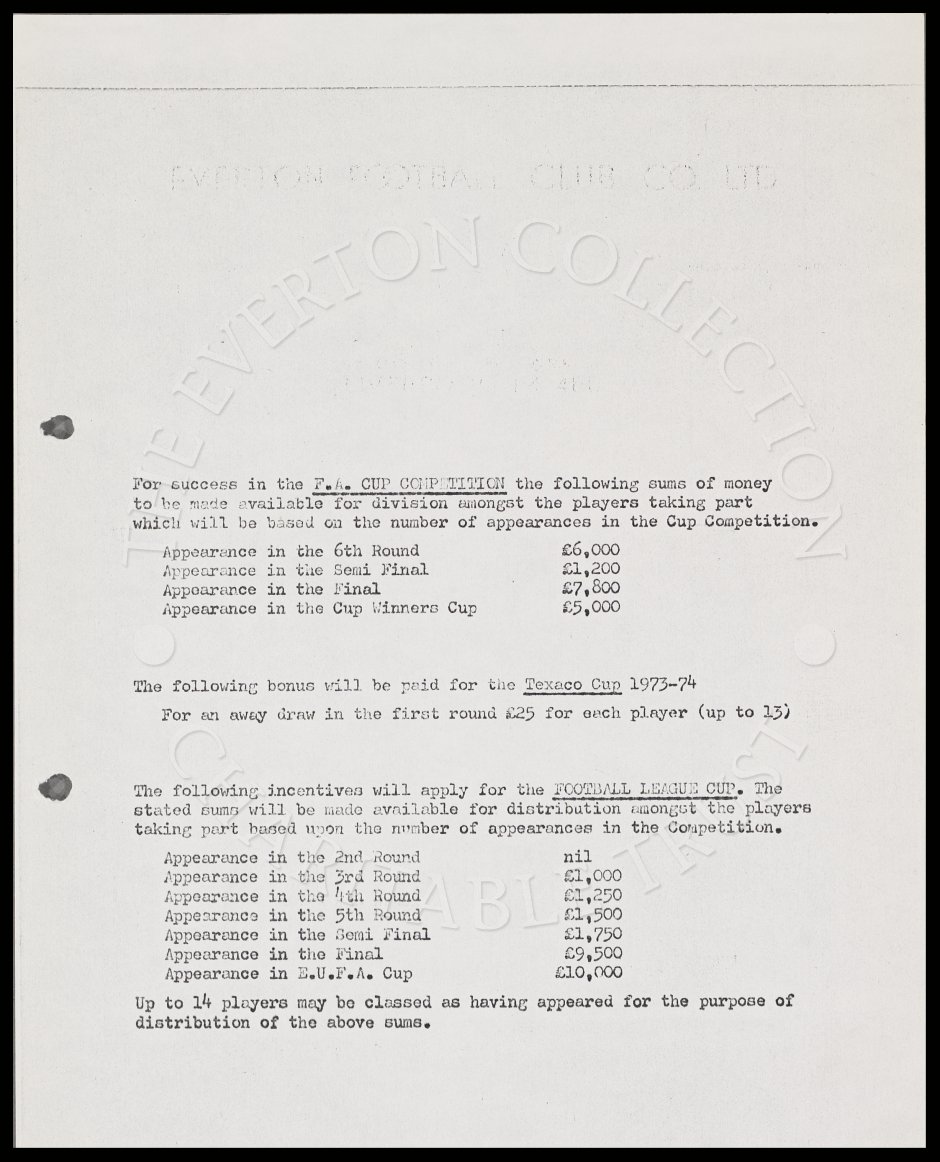 EVERTON FOOTBALL CLUB CO. LTD
THE EVERTON COLLECTION
For success in the F.A. CUP COMPETITION the following sums of money
to be made available for division amongst the players taking part
which will be based on the number of appearances in the Cup Competition.
Appearance in the 6th Round £6,000
Appearance in the Semi Final £1,200
Appearance in the Final £7,800
Appearance in the Cup Winners Cup £5,000
The following bonus will be paid for the Texaco Cup 1973-74
For an away draw in the first round £25 for each player (up to 13)
The following incentives will apply for the FOOTBALL LEAGUE CUP. The
stated sums will be made available for distribution amongst the players
taking part based upon the number of appearances in the Competition.
Appearance in the 2nd Round nil
Appearance in the 3rd Round £1,000
Appearance in the 4th Round £1,250
Appearance in the 5th Round £1,500
Appearance in the Semi Final £1,750
Appearance in the Final £9,500
Appearance in E.U.F.A. Cup £10,000
Up to 14 players may be classed as having appeared for the purpose of
distribution of the above sums.
CHARITABLE TRUST